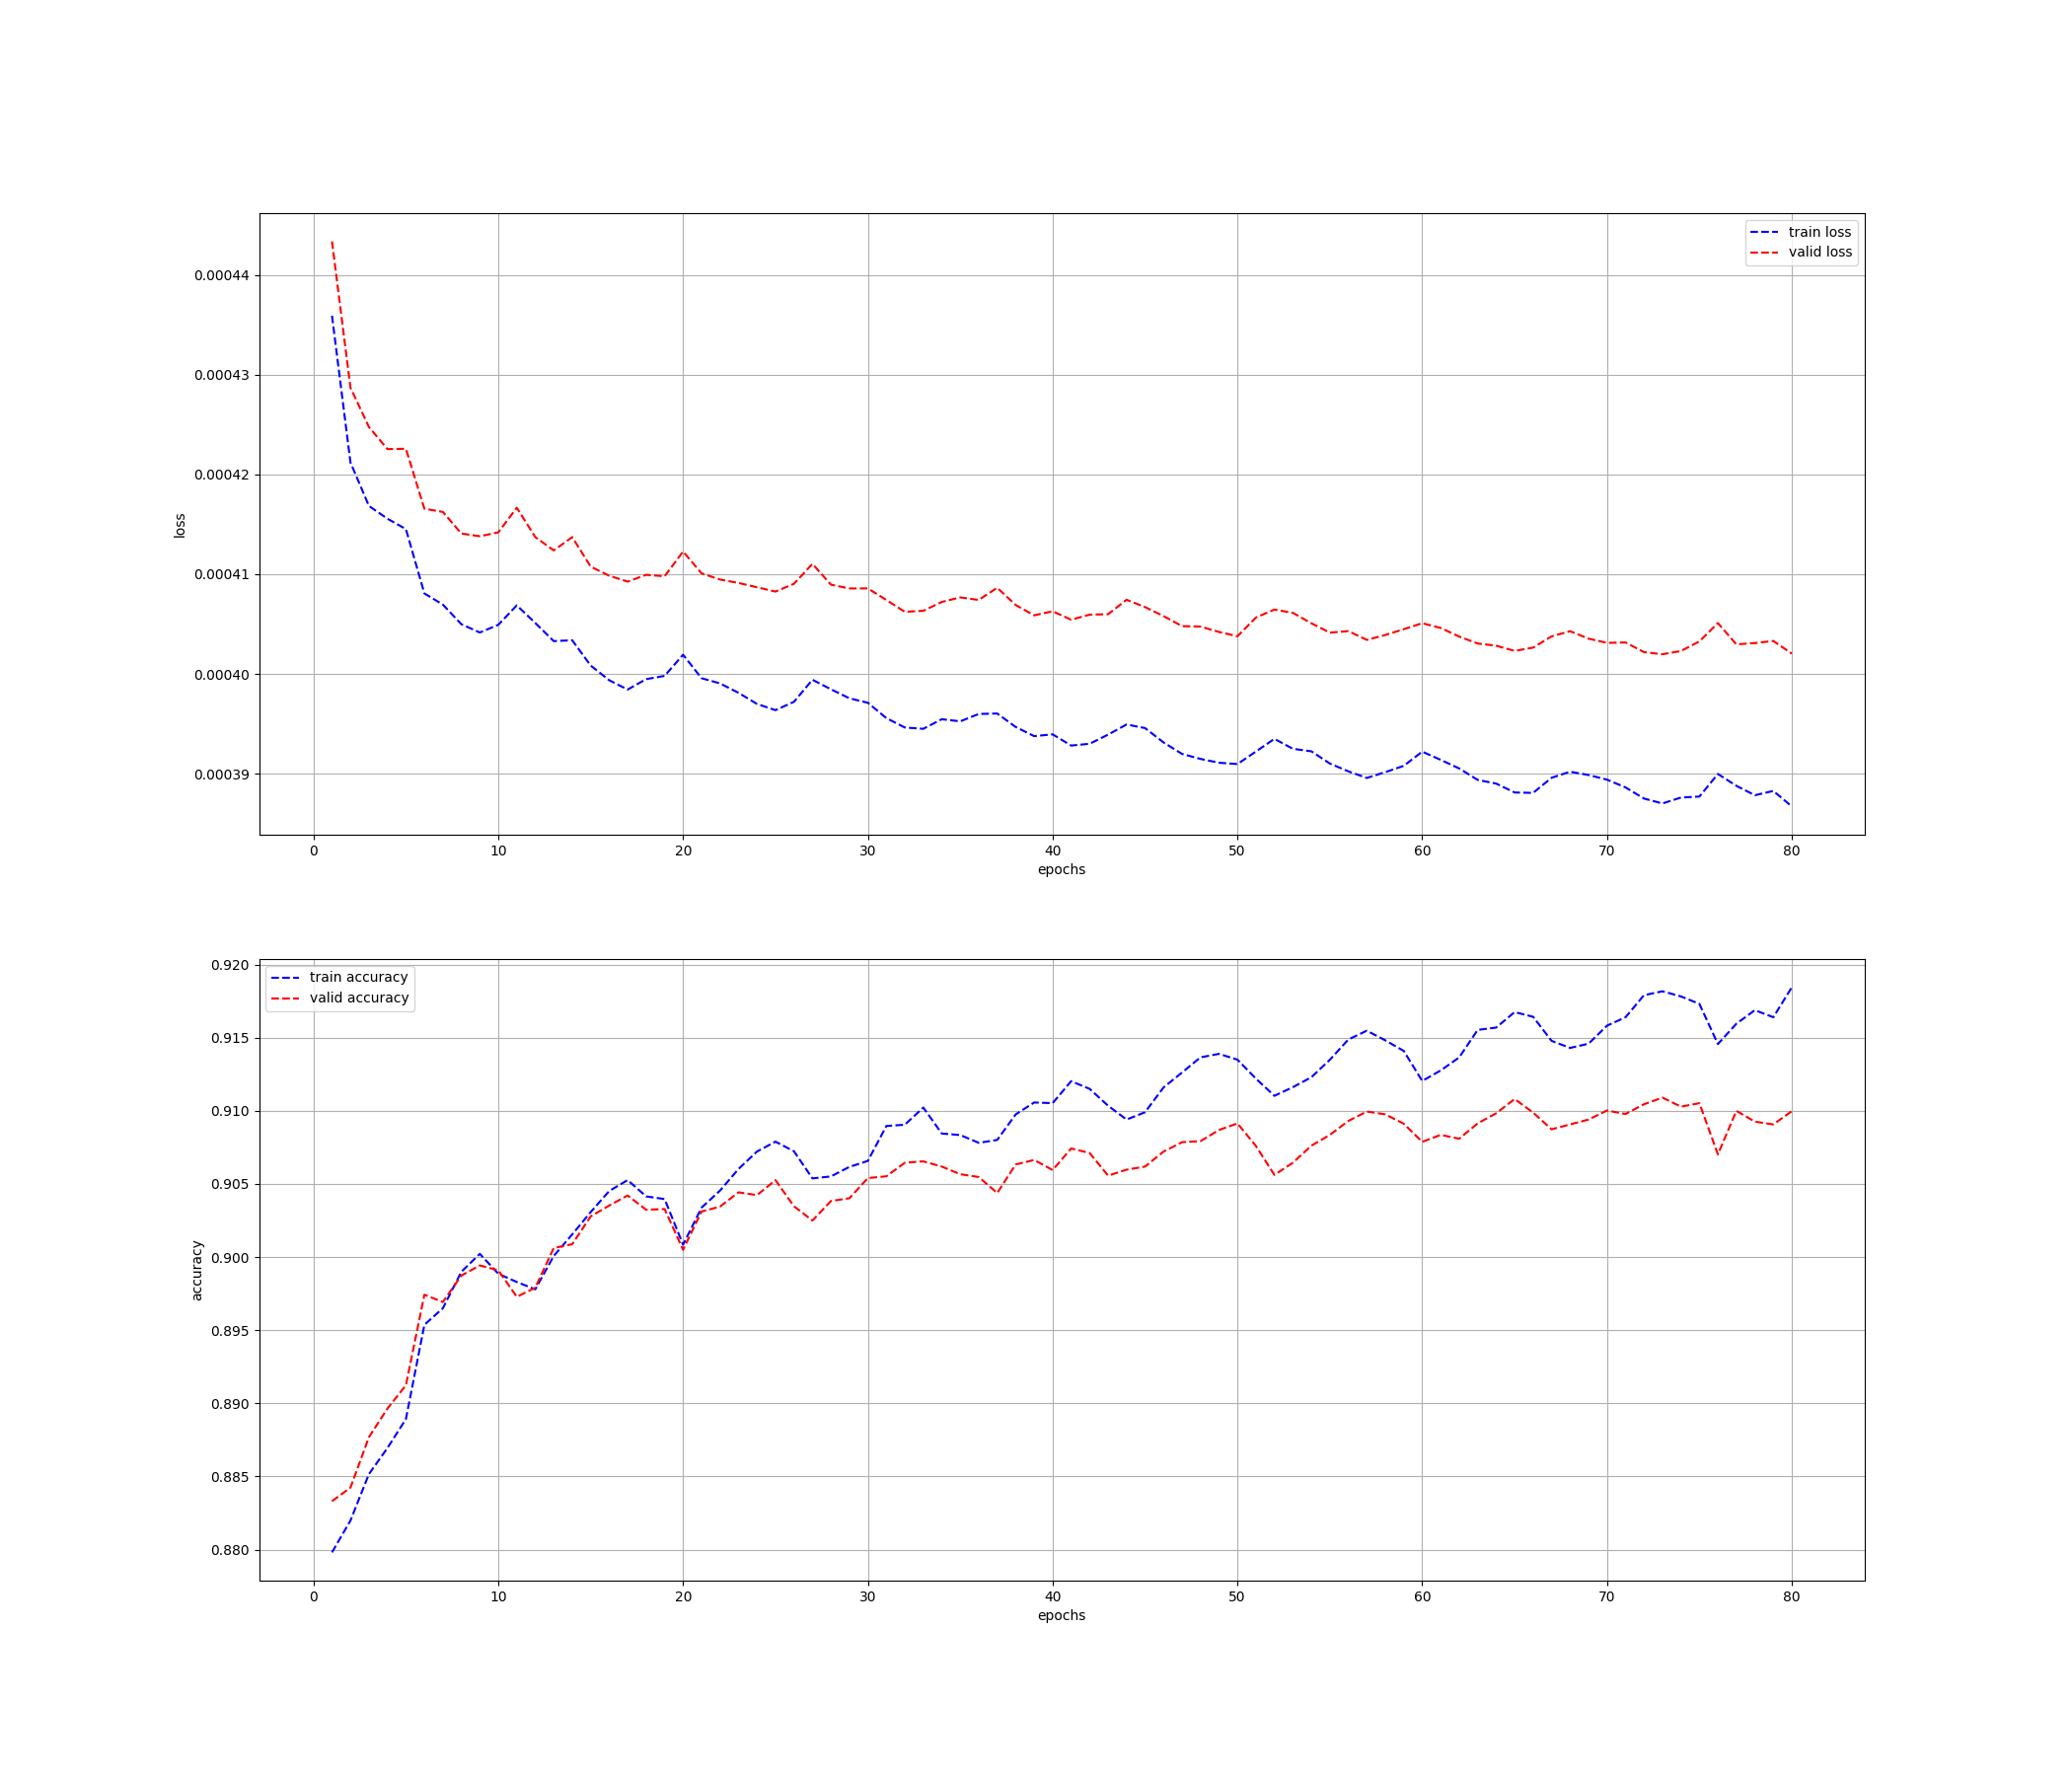 train loss
valid loss
0.00044
0.00043
0.00042
0.00041
0.00040
0.00039
loss
0 10 20 30 40 50 60 70 80
epochs
train accuracy
valid accuracy
0.920
0.915
0.910
0.905
0.900
0.895
0.890
0.885
0.880
accuracy
0 10 20 30 40 50 60 70 80
epochs